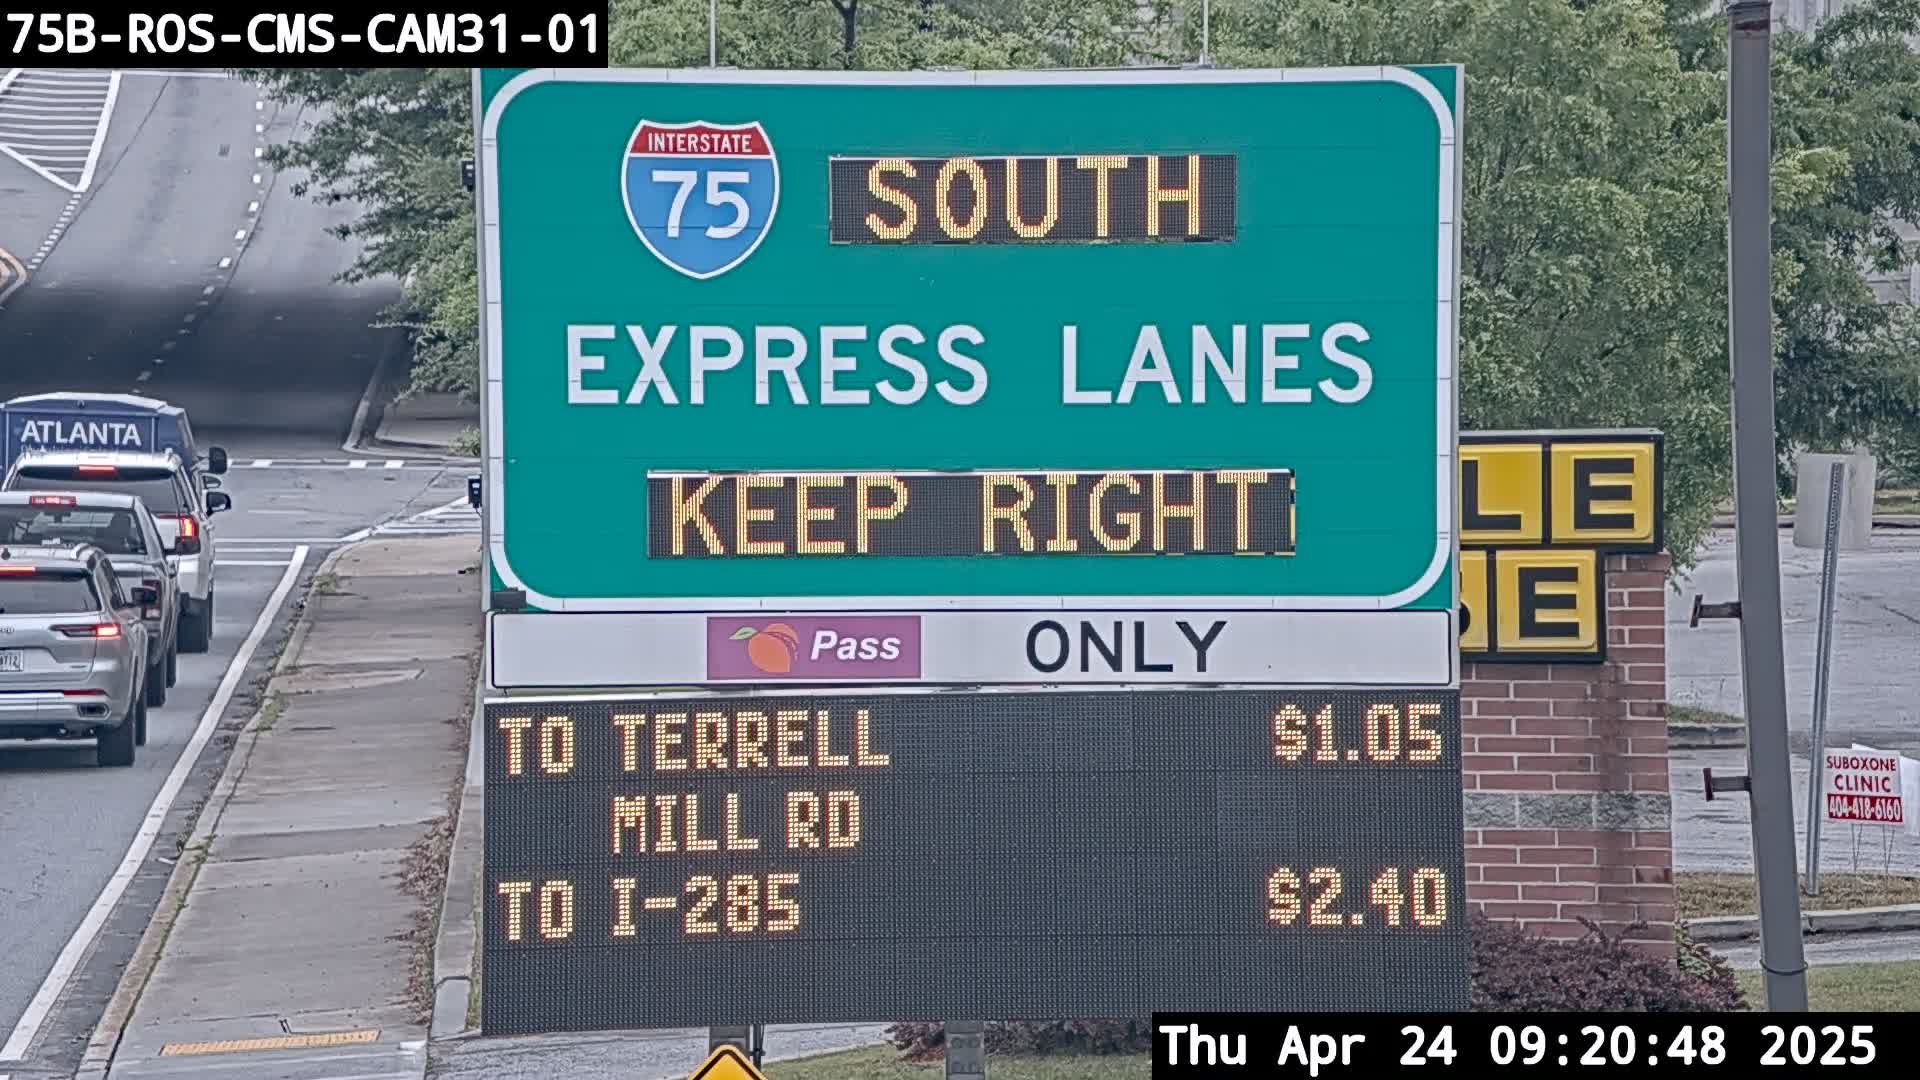 75B-ROS-CMS-CAM31-01
INTERSTATE
75
SOUTH
EXPRESS LANES
KEEP RIGHT
Pass ONLY
TO TERRELL $1.05
MILL RD
TO I-285 $2.40
ATLANTA
LE
E
SUBOXONE
CLINIC
404-418-6160
Thu Apr 24 09:20:48 2025